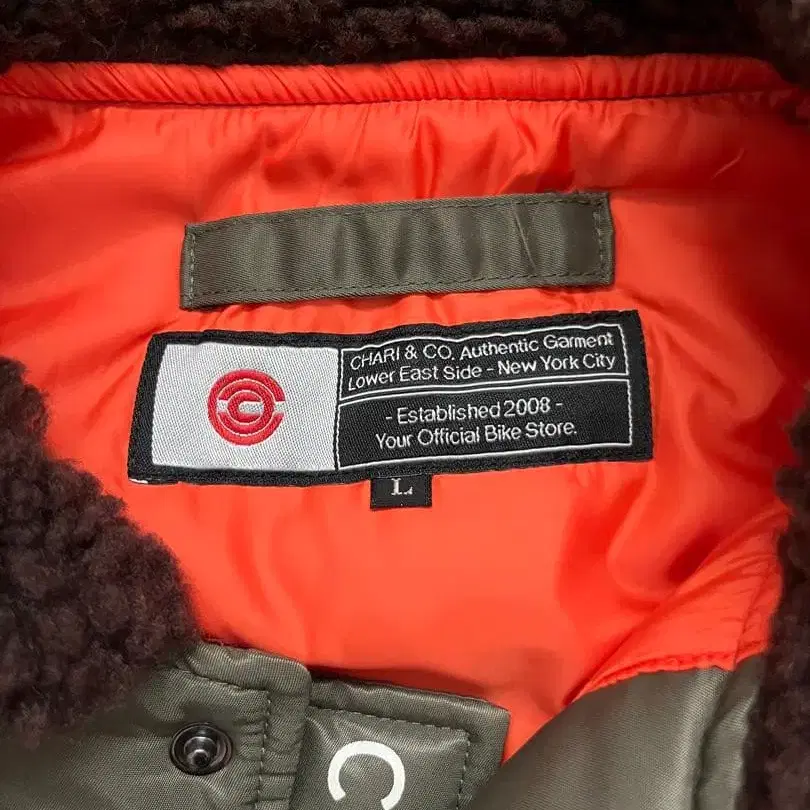 CHARI & CO. Authentic Garment
Lower East Side - New York City
- Established 2008 -
Your Official Bike Store.
L
C